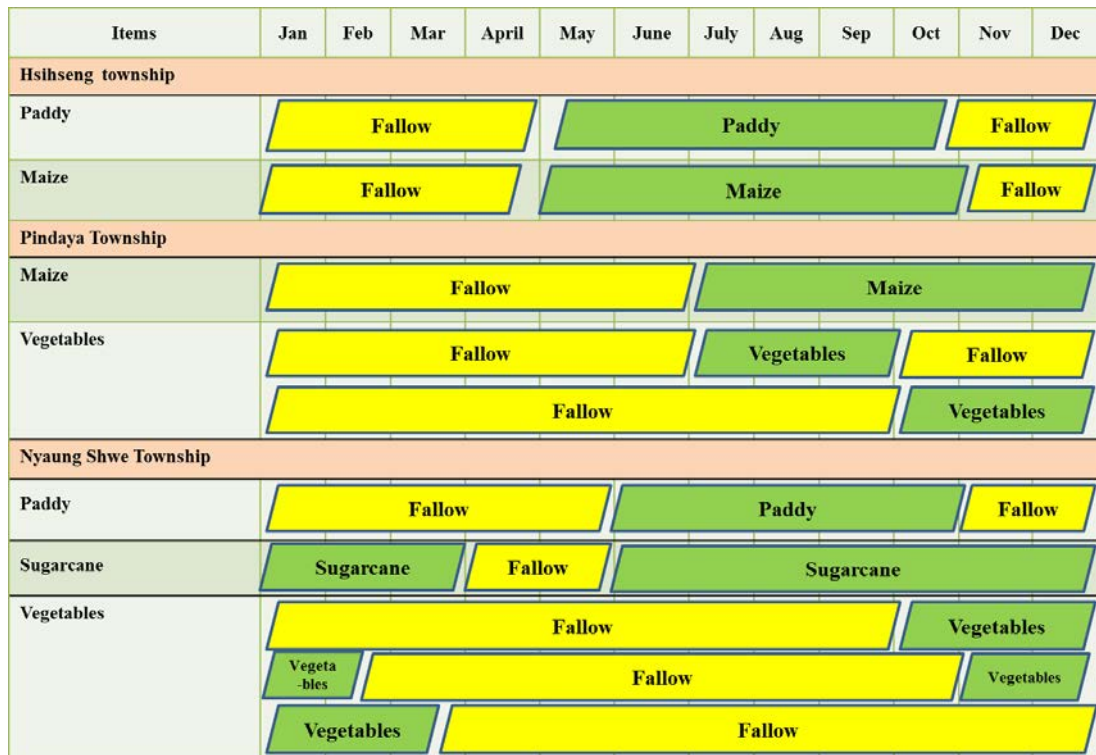 Items Jan Feb Mar April May June July Aug Sep Oct Nov Dec
Hsihseng township
Paddy Fallow Paddy Fallow
Maize Fallow Maize Fallow
Pindaya Township
Maize Fallow Maize
Vegetables Fallow Vegetables Fallow
Fallow Vegetables
Nyaung Shwe Township
Paddy Fallow Paddy Fallow
Sugarcane Sugarcane Fallow Sugarcane
Vegetables Fallow Vegetables
Vegeta
-bles Fallow Vegetables
Vegetables Fallow